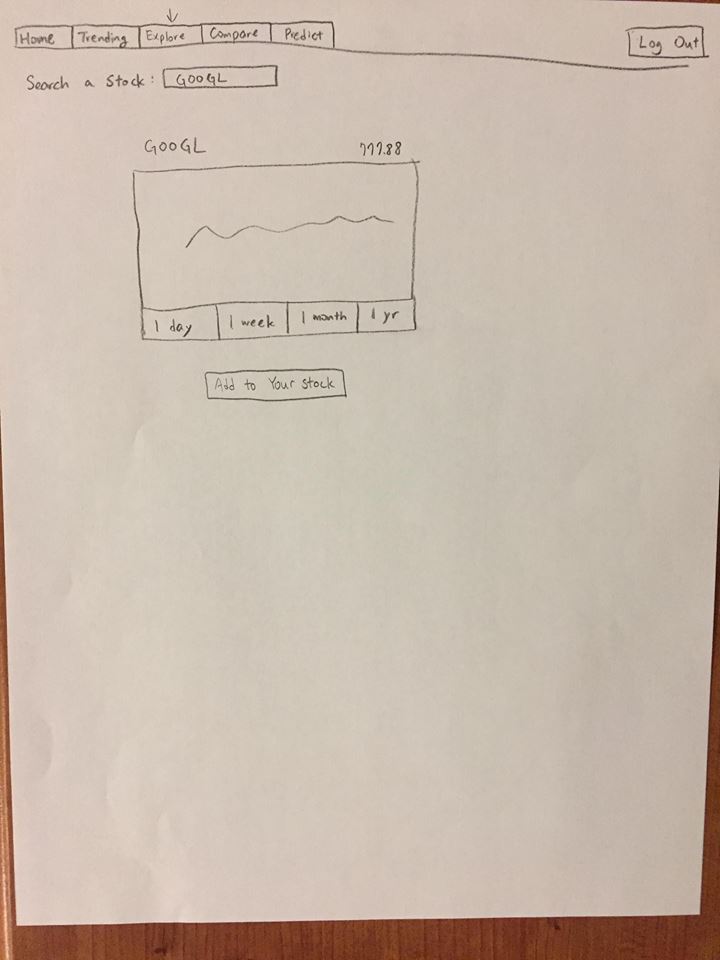 Home Trending Explore Compare Predict Log Out
Search a stock: GOOGL
GOOGL 777.88
1 day 1 week 1 month 1 yr
Add to Your stock